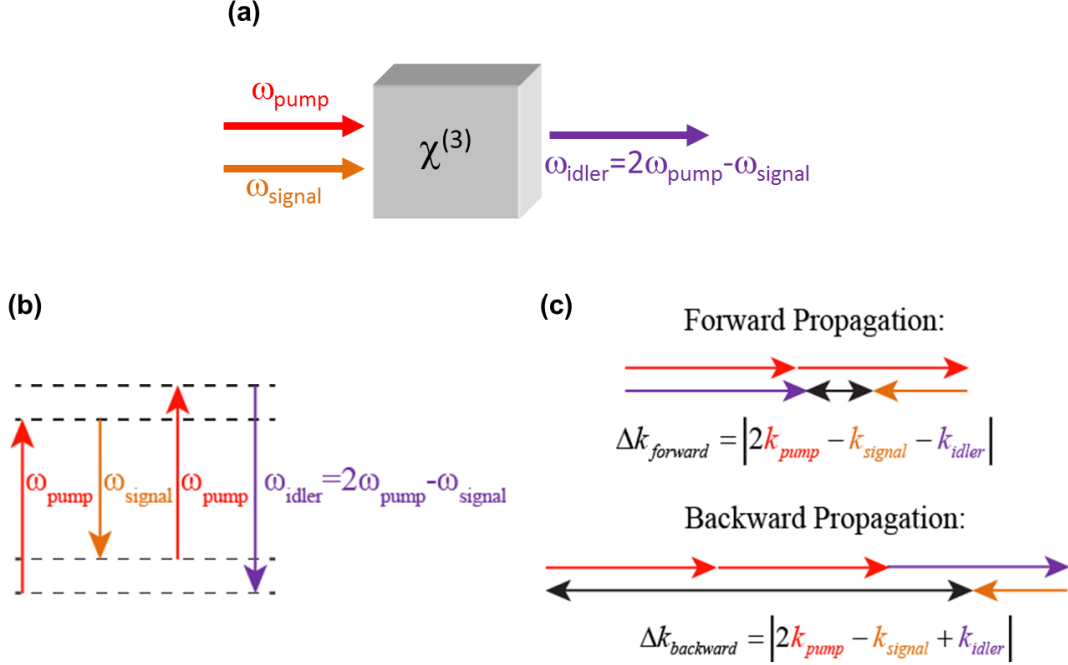 (a)
ωpump
ωsignal
χ(3)
ωidler=2ωpump-ωsignal
(b)
ωpump ωsignal ωpump ωidler=2ωpump-ωsignal
(c)
Forward Propagation:
Δkforward = |2kpump − ksignal − kidler|
Backward Propagation:
Δkbackward = |2kpump − ksignal + kidler|